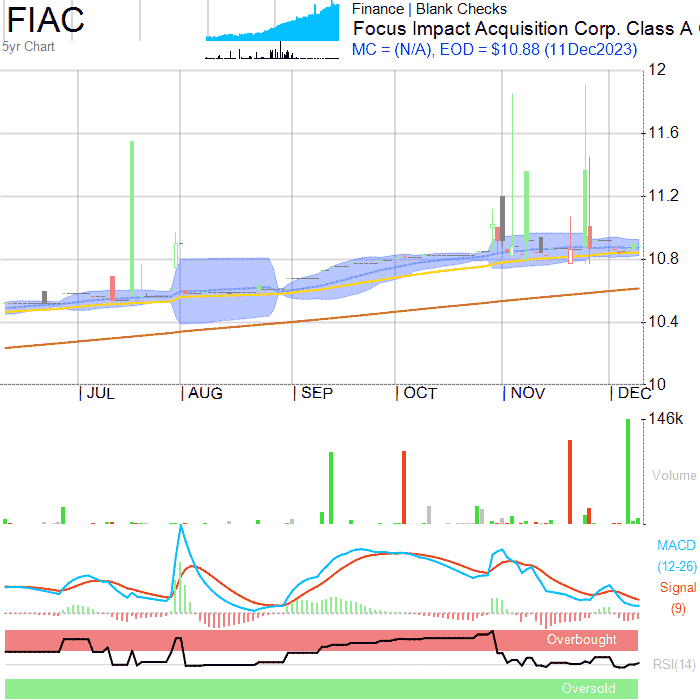 FIAC
5yr Chart
Finance | Blank Checks
Focus Impact Acquisition Corp. Class A
MC = (N/A), EOD = $10.88 (11Dec2023)
12
11.6
11.2
10.8
10.4
10
JUL
AUG
SEP
OCT
NOV
DEC
146k
Volume
MACD
(12-26)
Signal
(9)
Overbought
RSI(14)
Oversold